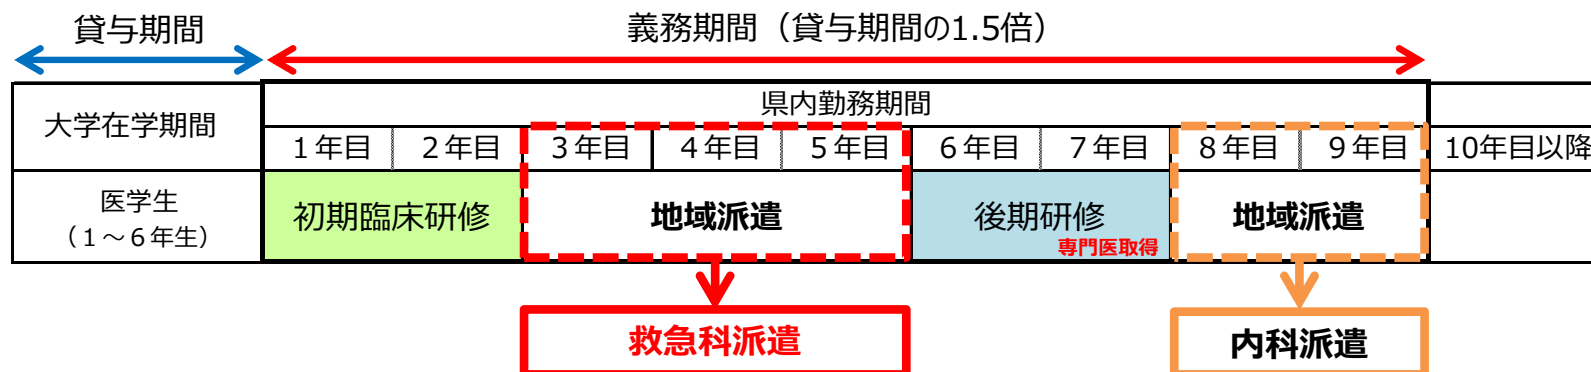 貸与期間
義務期間（貸与期間の1.5倍）
大学在学期間
県内勤務期間
1年目 2年目 3年目 4年目 5年目 6年目 7年目 8年目 9年目 10年目以降
医学生
（1～6年生）
初期臨床研修 地域派遣 後期研修 地域派遣
専門医取得
救急科派遣 内科派遣